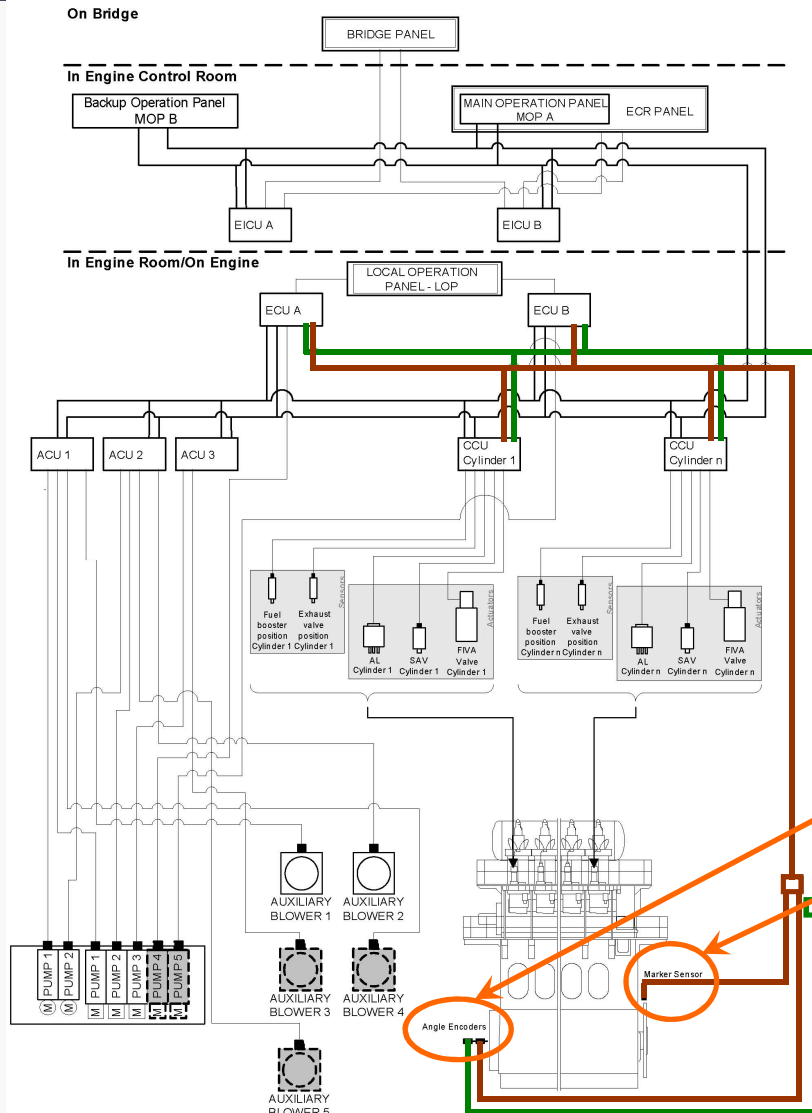 On Bridge
BRIDGE PANEL
In Engine Control Room
Backup Operation Panel
MOP B
MAIN OPERATION PANEL
MOP A
ECR PANEL
EICU A
EICU B
In Engine Room/On Engine
LOCAL OPERATION
PANEL - LOP
ECU A
ECU B
ACU 1
ACU 2
ACU 3
CCU
Cylinder 1
CCU
Cylinder n
Sensors
Fuel
booster
position
Cylinder 1
Exhaust
valve
position
Cylinder 1
Actuators
AL
Cylinder 1
SAV
Cylinder 1
FIVA
Valve
Cylinder 1
Sensors
Fuel
booster
position
Cylinder n
Exhaust
valve
position
Cylinder n
Actuators
AL
Cylinder n
SAV
Cylinder n
FIVA
Valve
Cylinder n
AUXILIARY
BLOWER 1
AUXILIARY
BLOWER 2
AUXILIARY
BLOWER 3
AUXILIARY
BLOWER 4
AUXILIARY
BLOWER 5
M PUMP 1
M PUMP 2
M PUMP 1
M PUMP 2
M PUMP 3
M PUMP 4
M PUMP 5
Marker Sensor
Angle Encoders